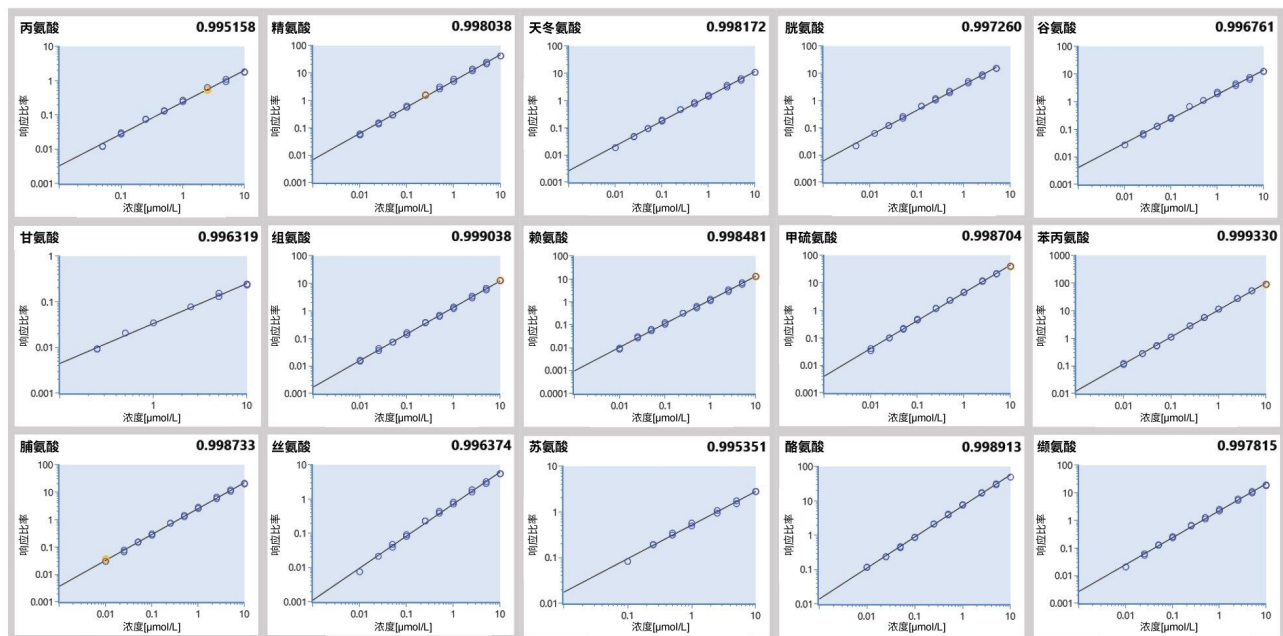 丙氨酸 0.995158
10
1
0.1
0.01
0.001
响应比率
0.1 1 10
浓度[μmol/L]
精氨酸 0.998038
100
10
1
0.1
0.01
0.001
响应比率
0.01 0.1 1 10
浓度[μmol/L]
天冬氨酸 0.998172
100
10
1
0.1
0.01
0.001
响应比率
0.01 0.1 1 10
浓度[μmol/L]
胱氨酸 0.997260
100
10
1
0.1
0.01
0.001
响应比率
0.01 0.1 1 10
浓度[μmol/L]
谷氨酸 0.996761
100
10
1
0.1
0.01
0.001
响应比率
0.01 0.1 1 10
浓度[μmol/L]
甘氨酸 0.996319
1
0.1
0.01
0.001
响应比率
1 10
浓度[μmol/L]
组氨酸 0.999038
100
10
1
0.1
0.01
0.001
响应比率
0.01 0.1 1 10
浓度[μmol/L]
赖氨酸 0.998481
100
10
1
0.1
0.01
0.0001
响应比率
0.01 0.1 1 10
浓度[μmol/L]
甲硫氨酸 0.998704
100
10
1
0.1
0.01
0.001
响应比率
0.01 0.1 1 10
浓度[μmol/L]
苯丙氨酸 0.999330
1000
100
10
1
0.1
0.01
响应比率
0.01 0.1 1 10
浓度[μmol/L]
脯氨酸 0.998733
100
10
1
0.1
0.01
0.001
响应比率
0.01 0.1 1 10
浓度[μmol/L]
丝氨酸 0.996374
10
1
0.1
0.01
0.001
响应比率
0.01 0.1 1 10
浓度[μmol/L]
苏氨酸 0.995351
10
1
0.1
0.01
响应比率
0.1 1 10
浓度[μmol/L]
酪氨酸 0.998913
100
10
1
0.1
0.01
响应比率
0.01 0.1 1 10
浓度[μmol/L]
缬氨酸 0.997815
100
10
1
0.1
0.01
0.001
响应比率
0.01 0.1 1 10
浓度[μmol/L]